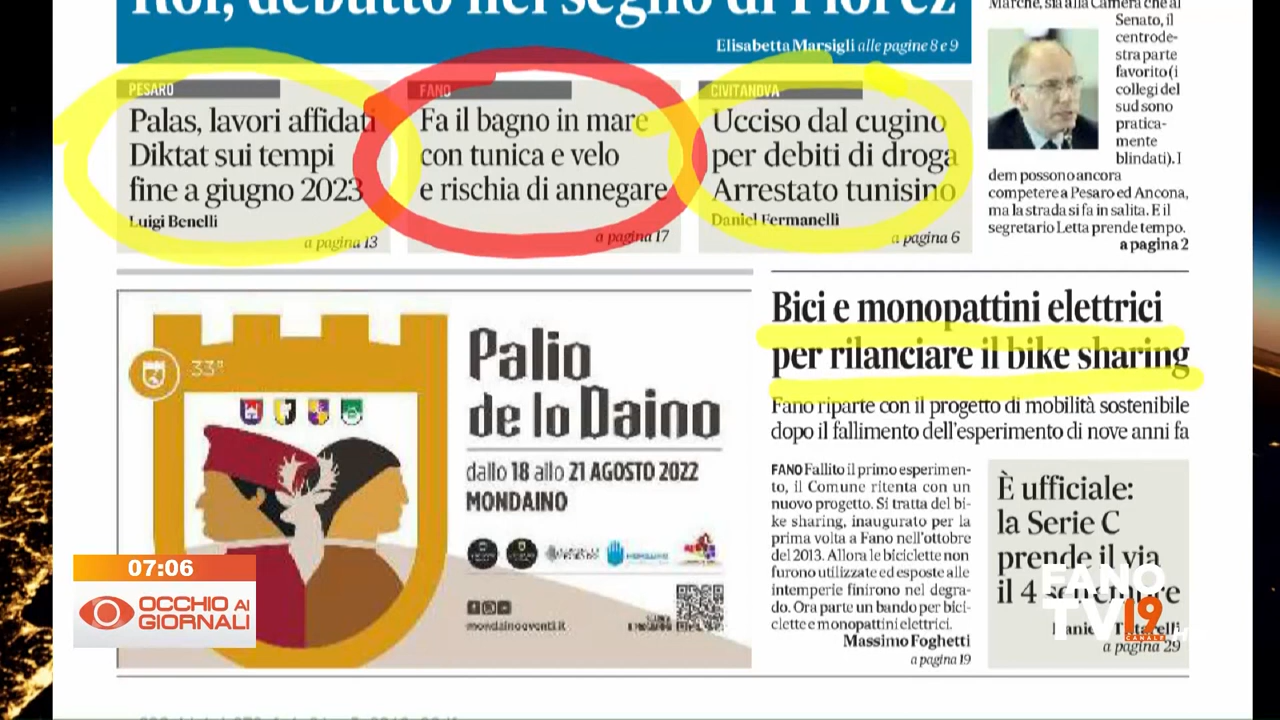 Rof, debutto nel segno di Florez
Elisabetta Marsigli alle pagine 8 e 9
PESARO
Palas, lavori affidati
Diktat sui tempi
fine a giugno 2023
Luigi Benelli
a pagina 13
FANO
Fa il bagno in mare
con tunica e velo
e rischia di annegare
a pagina 17
CIVITANOVA
Ucciso dal cugino
per debiti di droga
Arrestato tunisino
Daniel Fermanelli
a pagina 6
Marche, sia alla Camera che al
Senato, il
centrode-
stra parte
favorito (i
collegi del
sud sono
pratica-
mente
blindati). I
dem possono ancora
competere a Pesaro ed Ancona,
ma la strada si fa in salita. E il
segretario Letta prende tempo.
a pagina 2
33°
Palio
de lo Daino
dallo 18 allo 21 AGOSTO 2022
MONDAINO
mondainoeventi.it
Bici e monopattini elettrici
per rilanciare il bike sharing
Fano riparte con il progetto di mobilità sostenibile
dopo il fallimento dell'esperimento di nove anni fa
FANO Fallito il primo esperimen-
to, il Comune ritenta con un
nuovo progetto. Si tratta del bi-
ke sharing, inaugurato per la
prima volta a Fano nell'ottobre
del 2013. Allora le biciclette non
furono utilizzate ed esposte alle
intemperie finirono nel degra-
do. Ora parte un bando per bici-
clette e monopattini elettrici.
Massimo Foghetti
a pagina 19
È ufficiale:
la Serie C
prende il via
il 4 settembre
a pagina 29
07:06
OCCHIO AI
GIORNALI
FANO
TV 19
CANALE